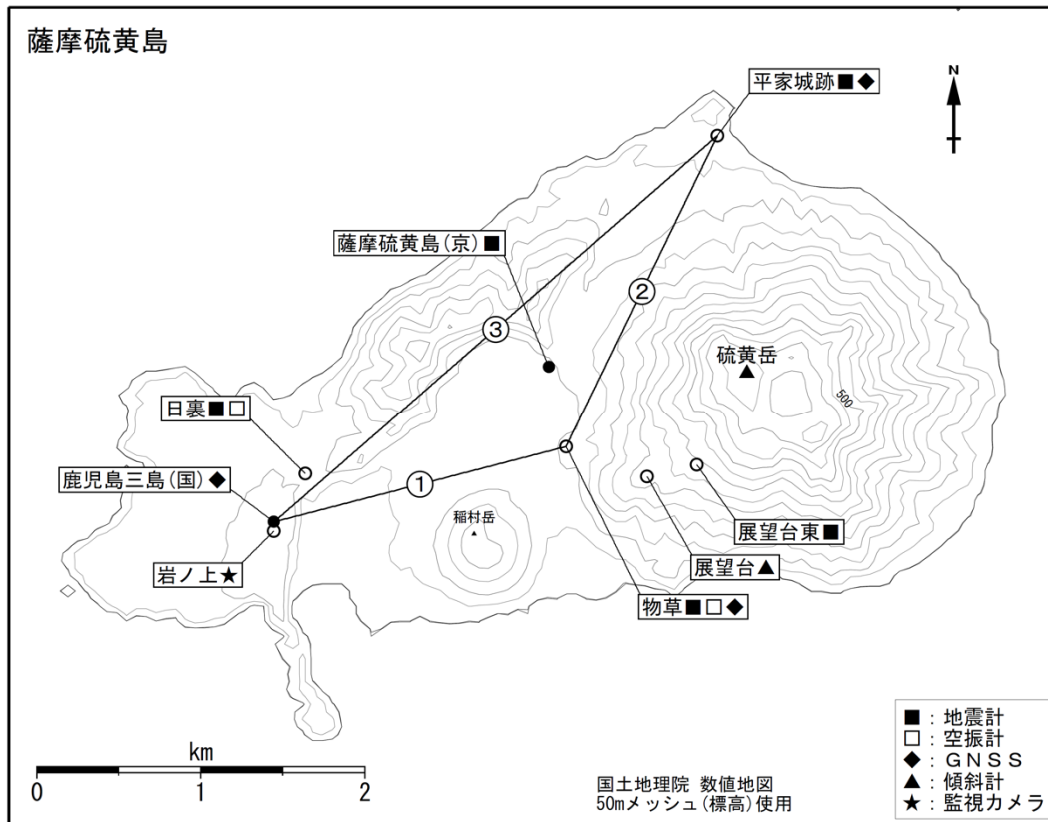 薩摩硫黄島
N
平家城跡■◆
薩摩硫黄島(京)■
②
③
硫黄岳
500
日裏■□
鹿児島三島(国)◆
①
稲村岳
岩ノ上★
展望台東■
展望台▲
物草■□◆
km
0 1 2
国土地理院 数値地図
50mメッシュ(標高)使用
■:地震計
□:空振計
◆:GNSS
▲:傾斜計
★:監視カメラ